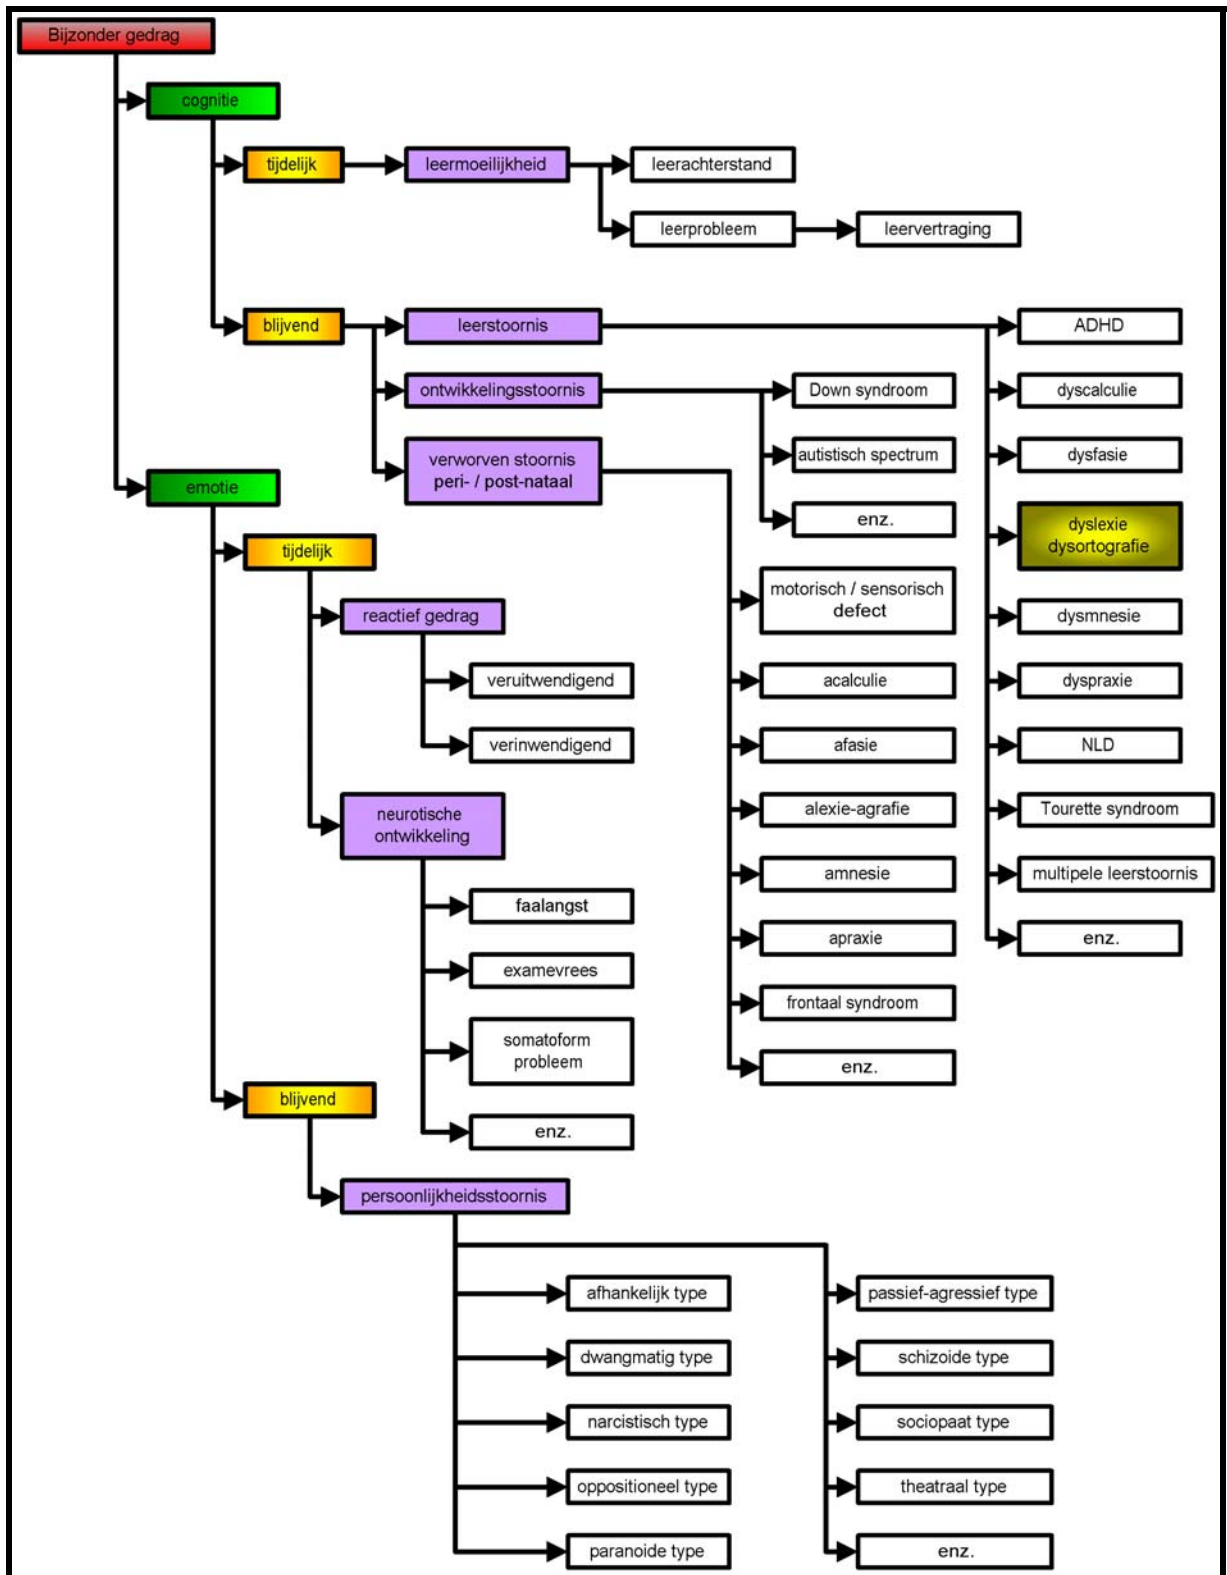 Bijzonder gedrag
cognitie
tijdelijk
leermoeilijkheid
leerachterstand
leerprobleem
leervertraging
blijvend
leerstoornis
ADHD
dyscalculie
dysfasie
dyslexie
dysortografie
dysmnesie
dyspraxie
NLD
Tourette syndroom
multipele leerstoornis
enz.
ontwikkelingsstoornis
Down syndroom
autistisch spectrum
enz.
verworven stoornis
peri- / post-nataal
motorisch / sensorisch
defect
acalculie
afasie
alexie-agrafie
amnesie
apraxie
frontaal syndroom
enz.
emotie
tijdelijk
reactief gedrag
veruitwendigend
verinwendigend
neurotische
ontwikkeling
faalangst
examevrees
somatoform
probleem
enz.
blijvend
persoonlijkheidsstoornis
afhankelijk type
dwangmatig type
narcistisch type
oppositioneel type
paranoide type
passief-agressief type
schizoide type
sociopaat type
theatraal type
enz.